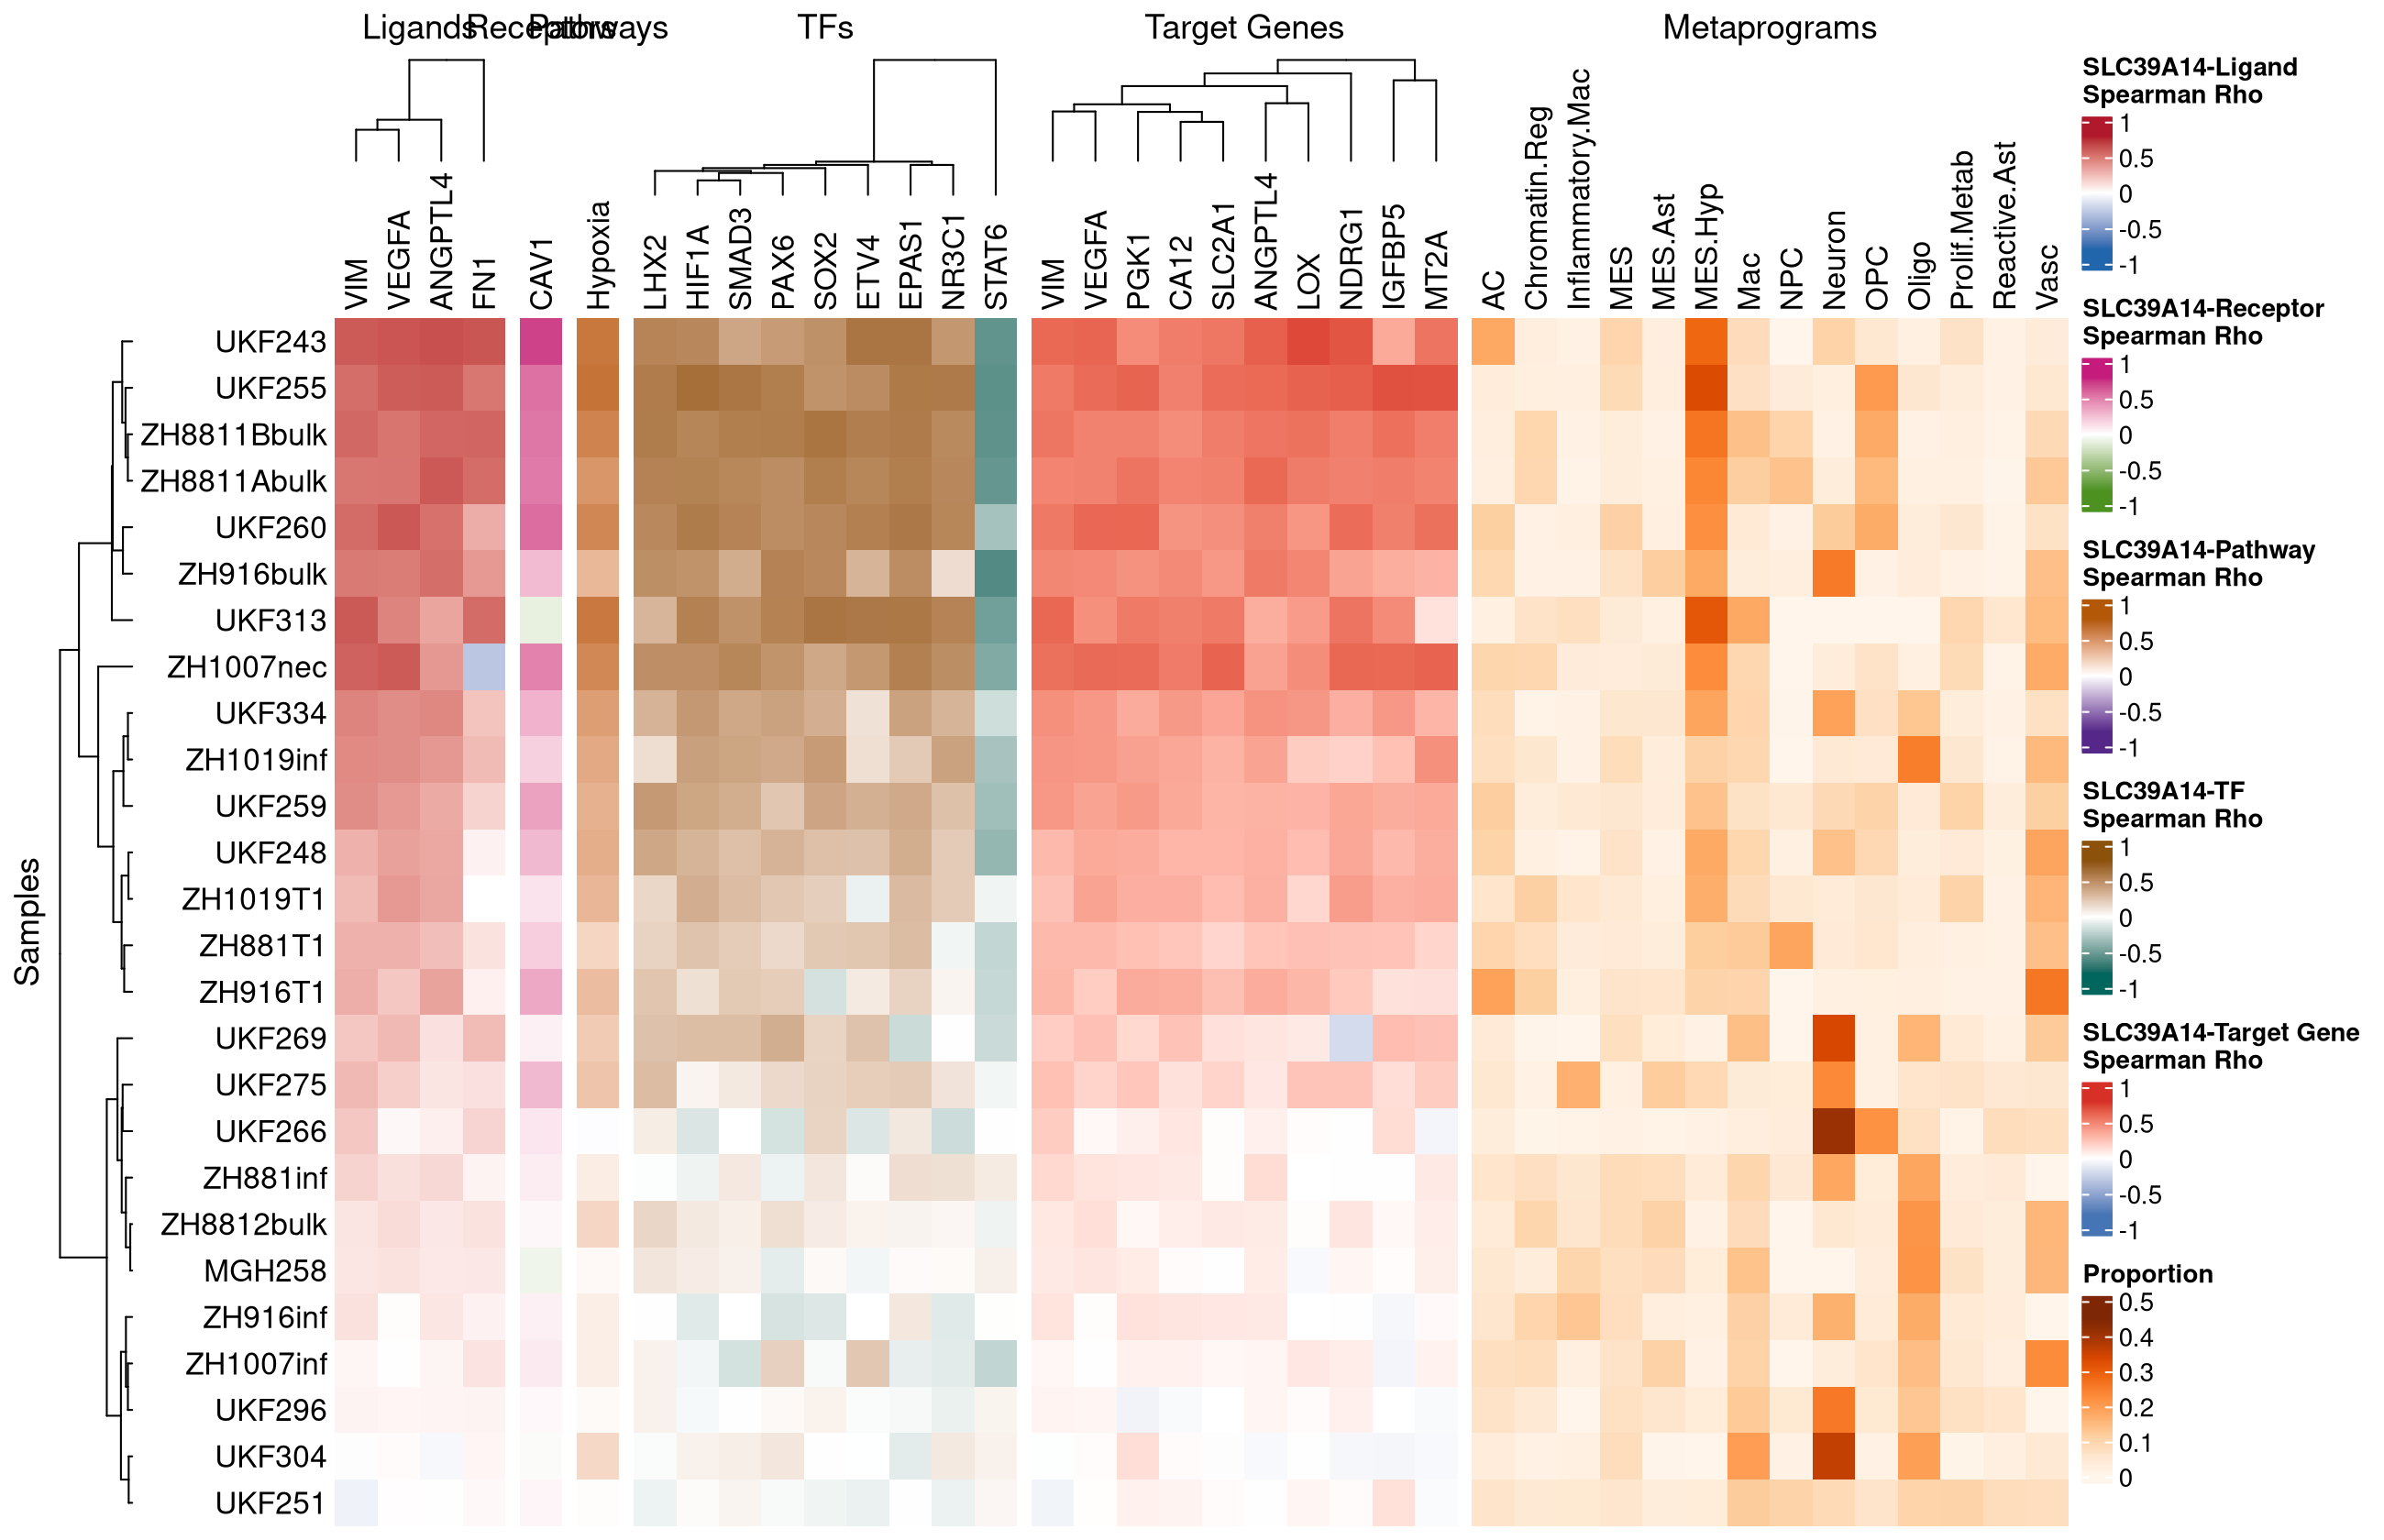 Ligands Receptors Pathways TFs Target Genes Metaprograms
VIM VEGFA ANGPTL4 FN1
CAV1
Hypoxia
LHX2 HIF1A SMAD3 PAX6 SOX2 ETV4 EPAS1 NR3C1 STAT6
VIM VEGFA PGK1 CA12 SLC2A1 ANGPTL4 LOX NDRG1 IGFBP5 MT2A
AC Chromatin.Reg Inflammatory.Mac MES MES.Ast MES.Hyp Mac NPC Neuron OPC Oligo Prolif.Metab Reactive.Ast Vasc
Samples
UKF243
UKF255
ZH8811Bbulk
ZH8811Abulk
UKF260
ZH916bulk
UKF313
ZH1007nec
UKF334
ZH1019inf
UKF259
UKF248
ZH1019T1
ZH881T1
ZH916T1
UKF269
UKF275
UKF266
ZH881inf
ZH8812bulk
MGH258
ZH916inf
ZH1007inf
UKF296
UKF304
UKF251
SLC39A14-Ligand
Spearman Rho
1
0.5
0
-0.5
-1
SLC39A14-Receptor
Spearman Rho
1
0.5
0
-0.5
-1
SLC39A14-Pathway
Spearman Rho
1
0.5
0
-0.5
-1
SLC39A14-TF
Spearman Rho
1
0.5
0
-0.5
-1
SLC39A14-Target Gene
Spearman Rho
1
0.5
0
-0.5
-1
Proportion
0.5
0.4
0.3
0.2
0.1
0